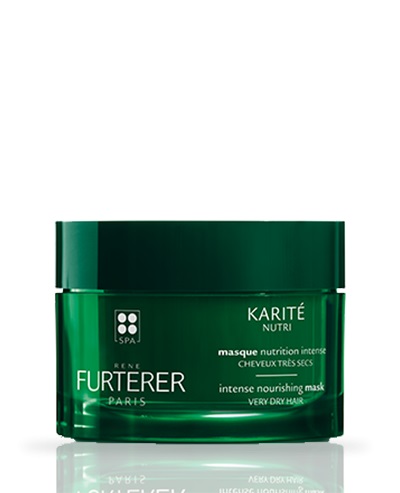 SPA
RENE
FURTERER
PARIS
KARITÉ
NUTRI
masque nutrition intense
CHEVEUX TRÈS SECS
intense nourishing mask
VERY DRY HAIR